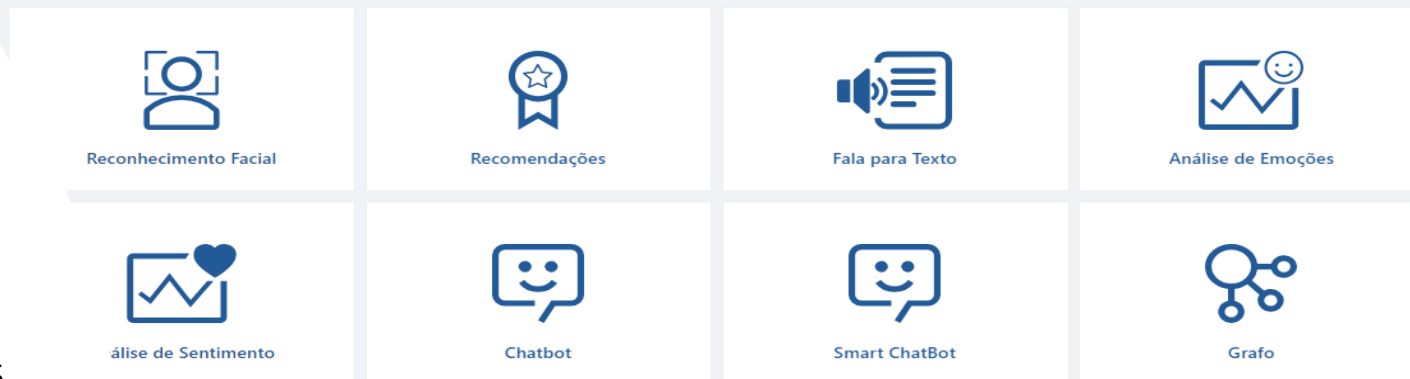 Reconhecimento Facial
Recomendações
Fala para Texto
Análise de Emoções
álise de Sentimento
Chatbot
Smart ChatBot
Grafo